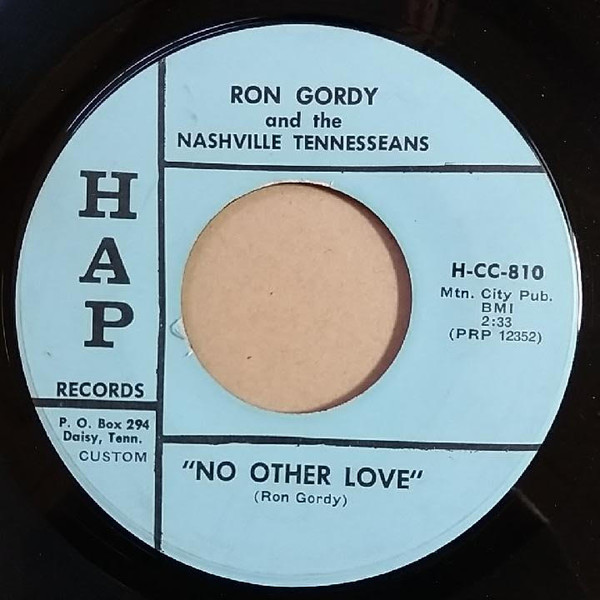 RON GORDY
and the
NASHVILLE TENNESSEANS
HAP
RECORDS
P. O. Box 294
Daisy, Tenn.
CUSTOM
H-CC-810
Mtn. City Pub.
BMI
2:33
(PRP 12352)
"NO OTHER LOVE"
(Ron Gordy)